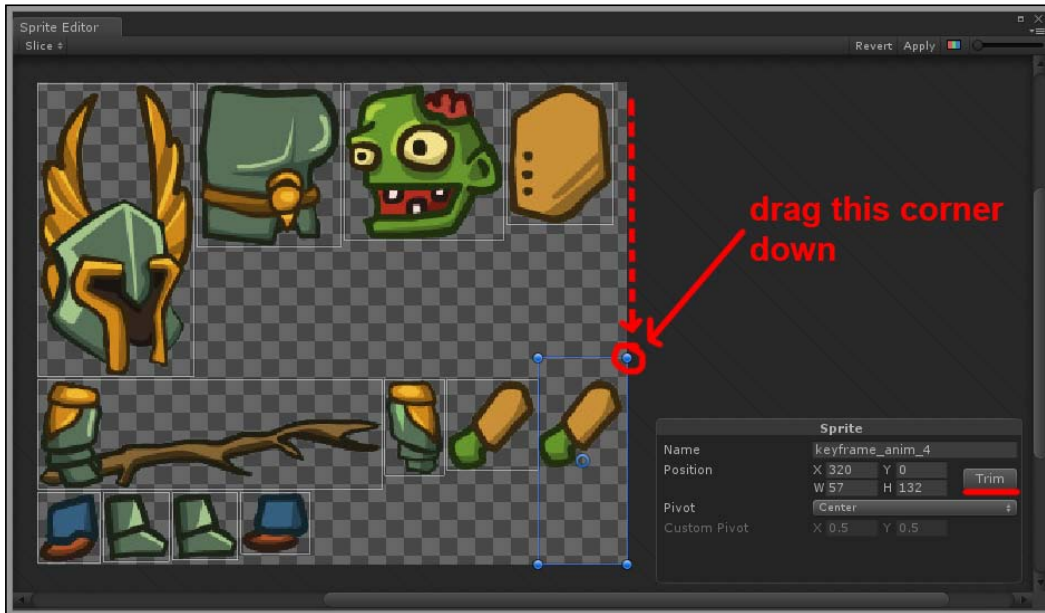 Sprite Editor
Slice
Revert Apply
drag this corner
down
Sprite
Name keyframe_anim_4
Position X 320 Y 0
W 57 H 132
Trim
Pivot Center
Custom Pivot X 0.5 Y 0.5